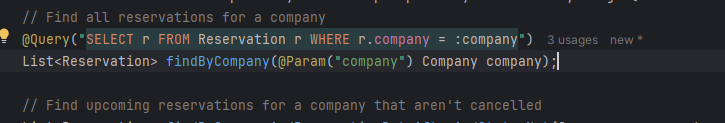 // Find all reservations for a company
@Query("SELECT r FROM Reservation r WHERE r.company = :company") 3 usages new *
List<Reservation> findByCompany(@Param("company") Company company);
// Find upcoming reservations for a company that aren't cancelled